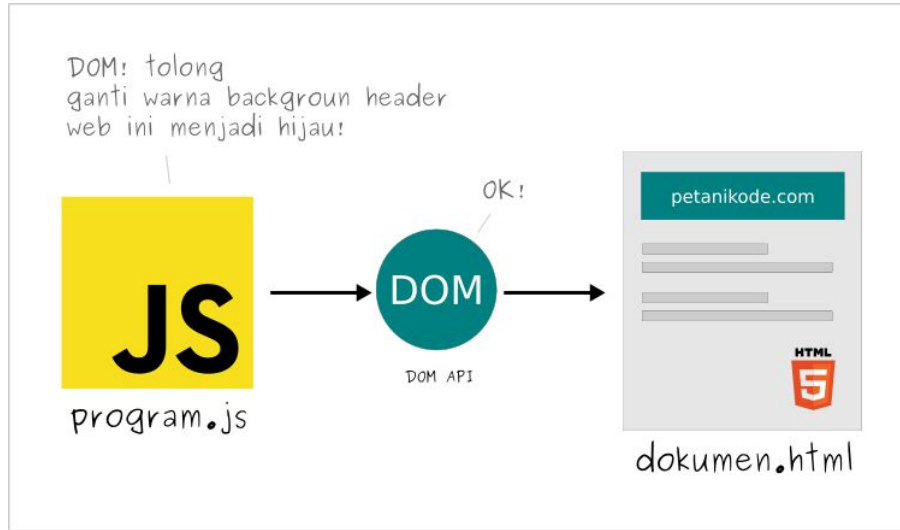 DOM! tolong
ganti warna backgroun header
web ini menjadi hijau!
OK!
JS
program.js
DOM
DOM API
petanikode.com
HTML
5
dokumen.html